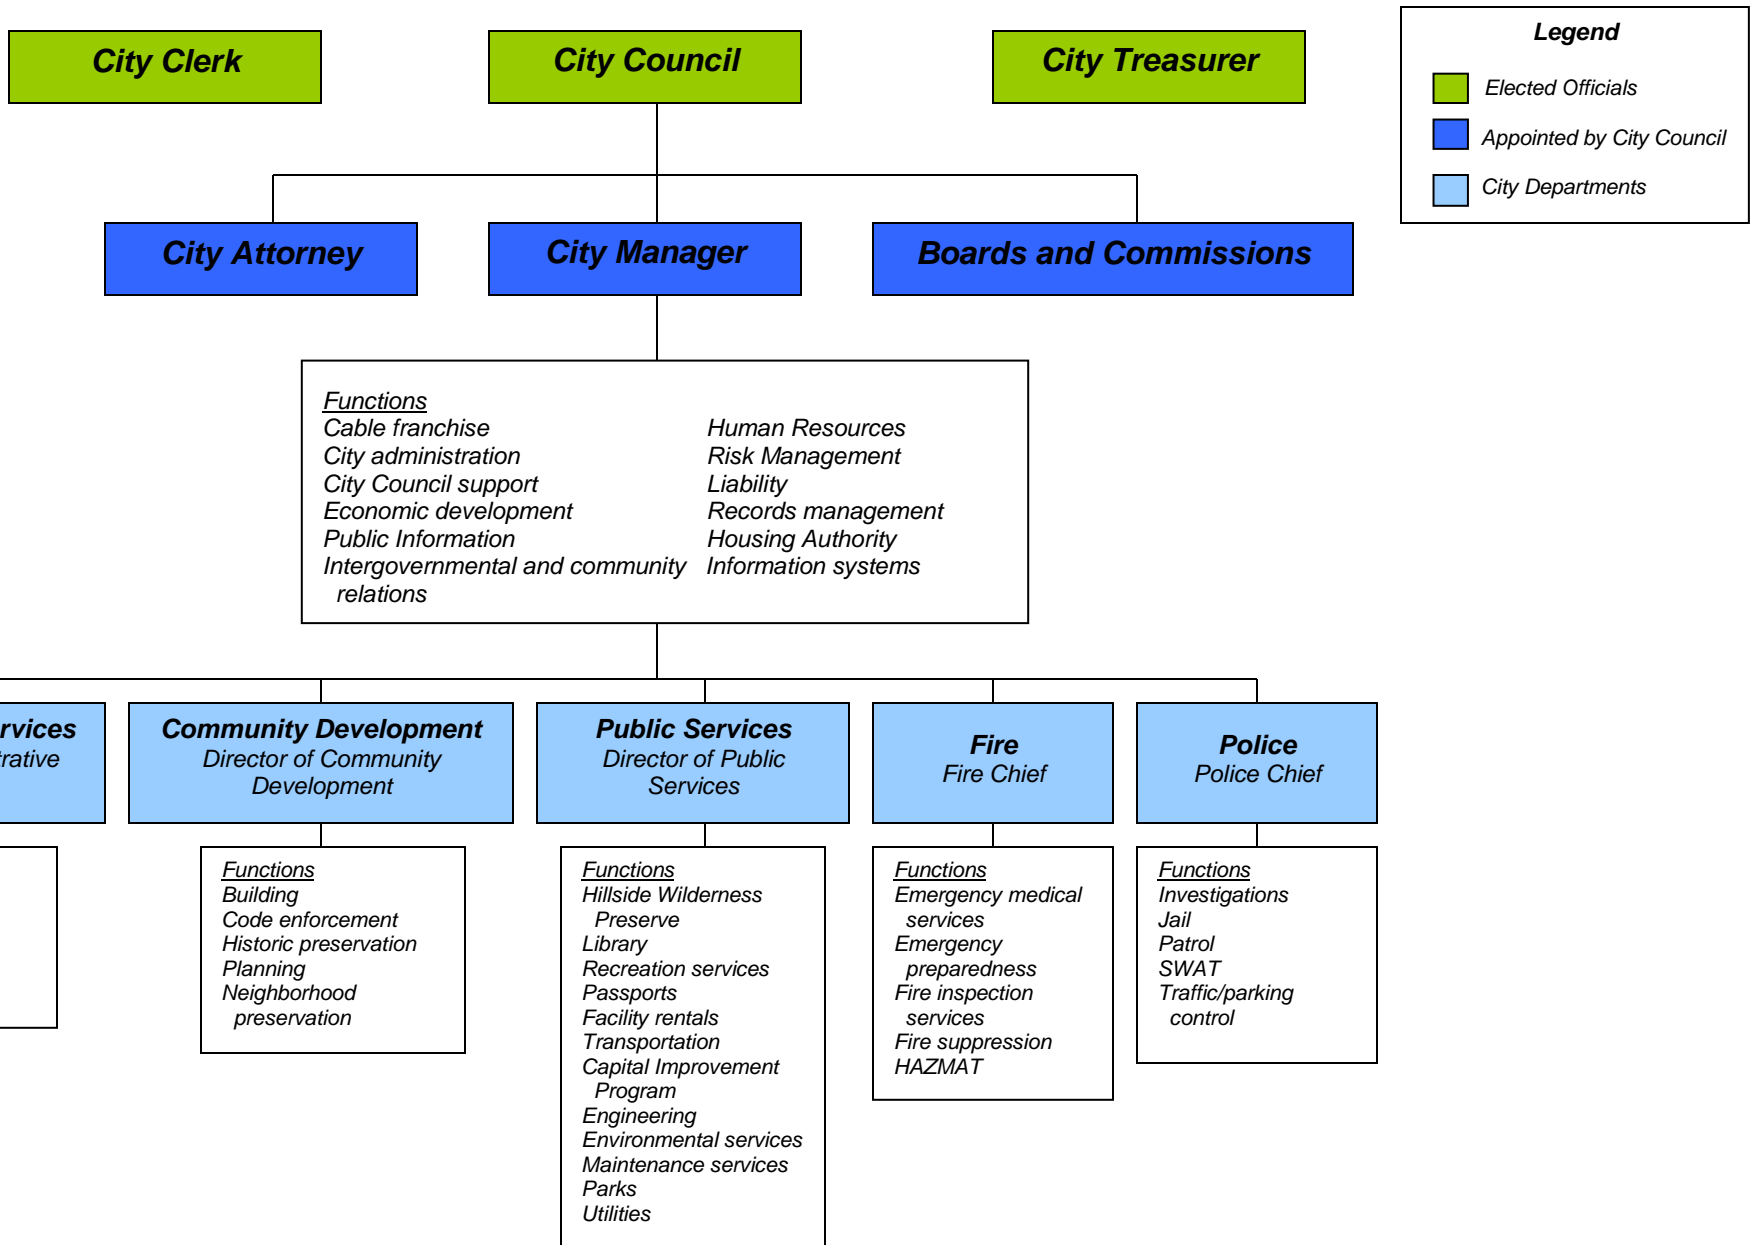 City Clerk
City Council
City Treasurer
Legend
Elected Officials
Appointed by City Council
City Departments
City Attorney
City Manager
Boards and Commissions
Functions
Cable franchise
City administration
City Council support
Economic development
Public Information
Intergovernmental and community
relations
Human Resources
Risk Management
Liability
Records management
Housing Authority
Information systems
Community Development
Director of Community
Development
Public Services
Director of Public
Services
Fire
Fire Chief
Police
Police Chief
Functions
Building
Code enforcement
Historic preservation
Planning
Neighborhood
preservation
Functions
Hillside Wilderness
Preserve
Library
Recreation services
Passports
Facility rentals
Transportation
Capital Improvement
Program
Engineering
Environmental services
Maintenance services
Parks
Utilities
Functions
Emergency medical
services
Emergency
preparedness
Fire inspection
services
Fire suppression
HAZMAT
Functions
Investigations
Jail
Patrol
SWAT
Traffic/parking
control